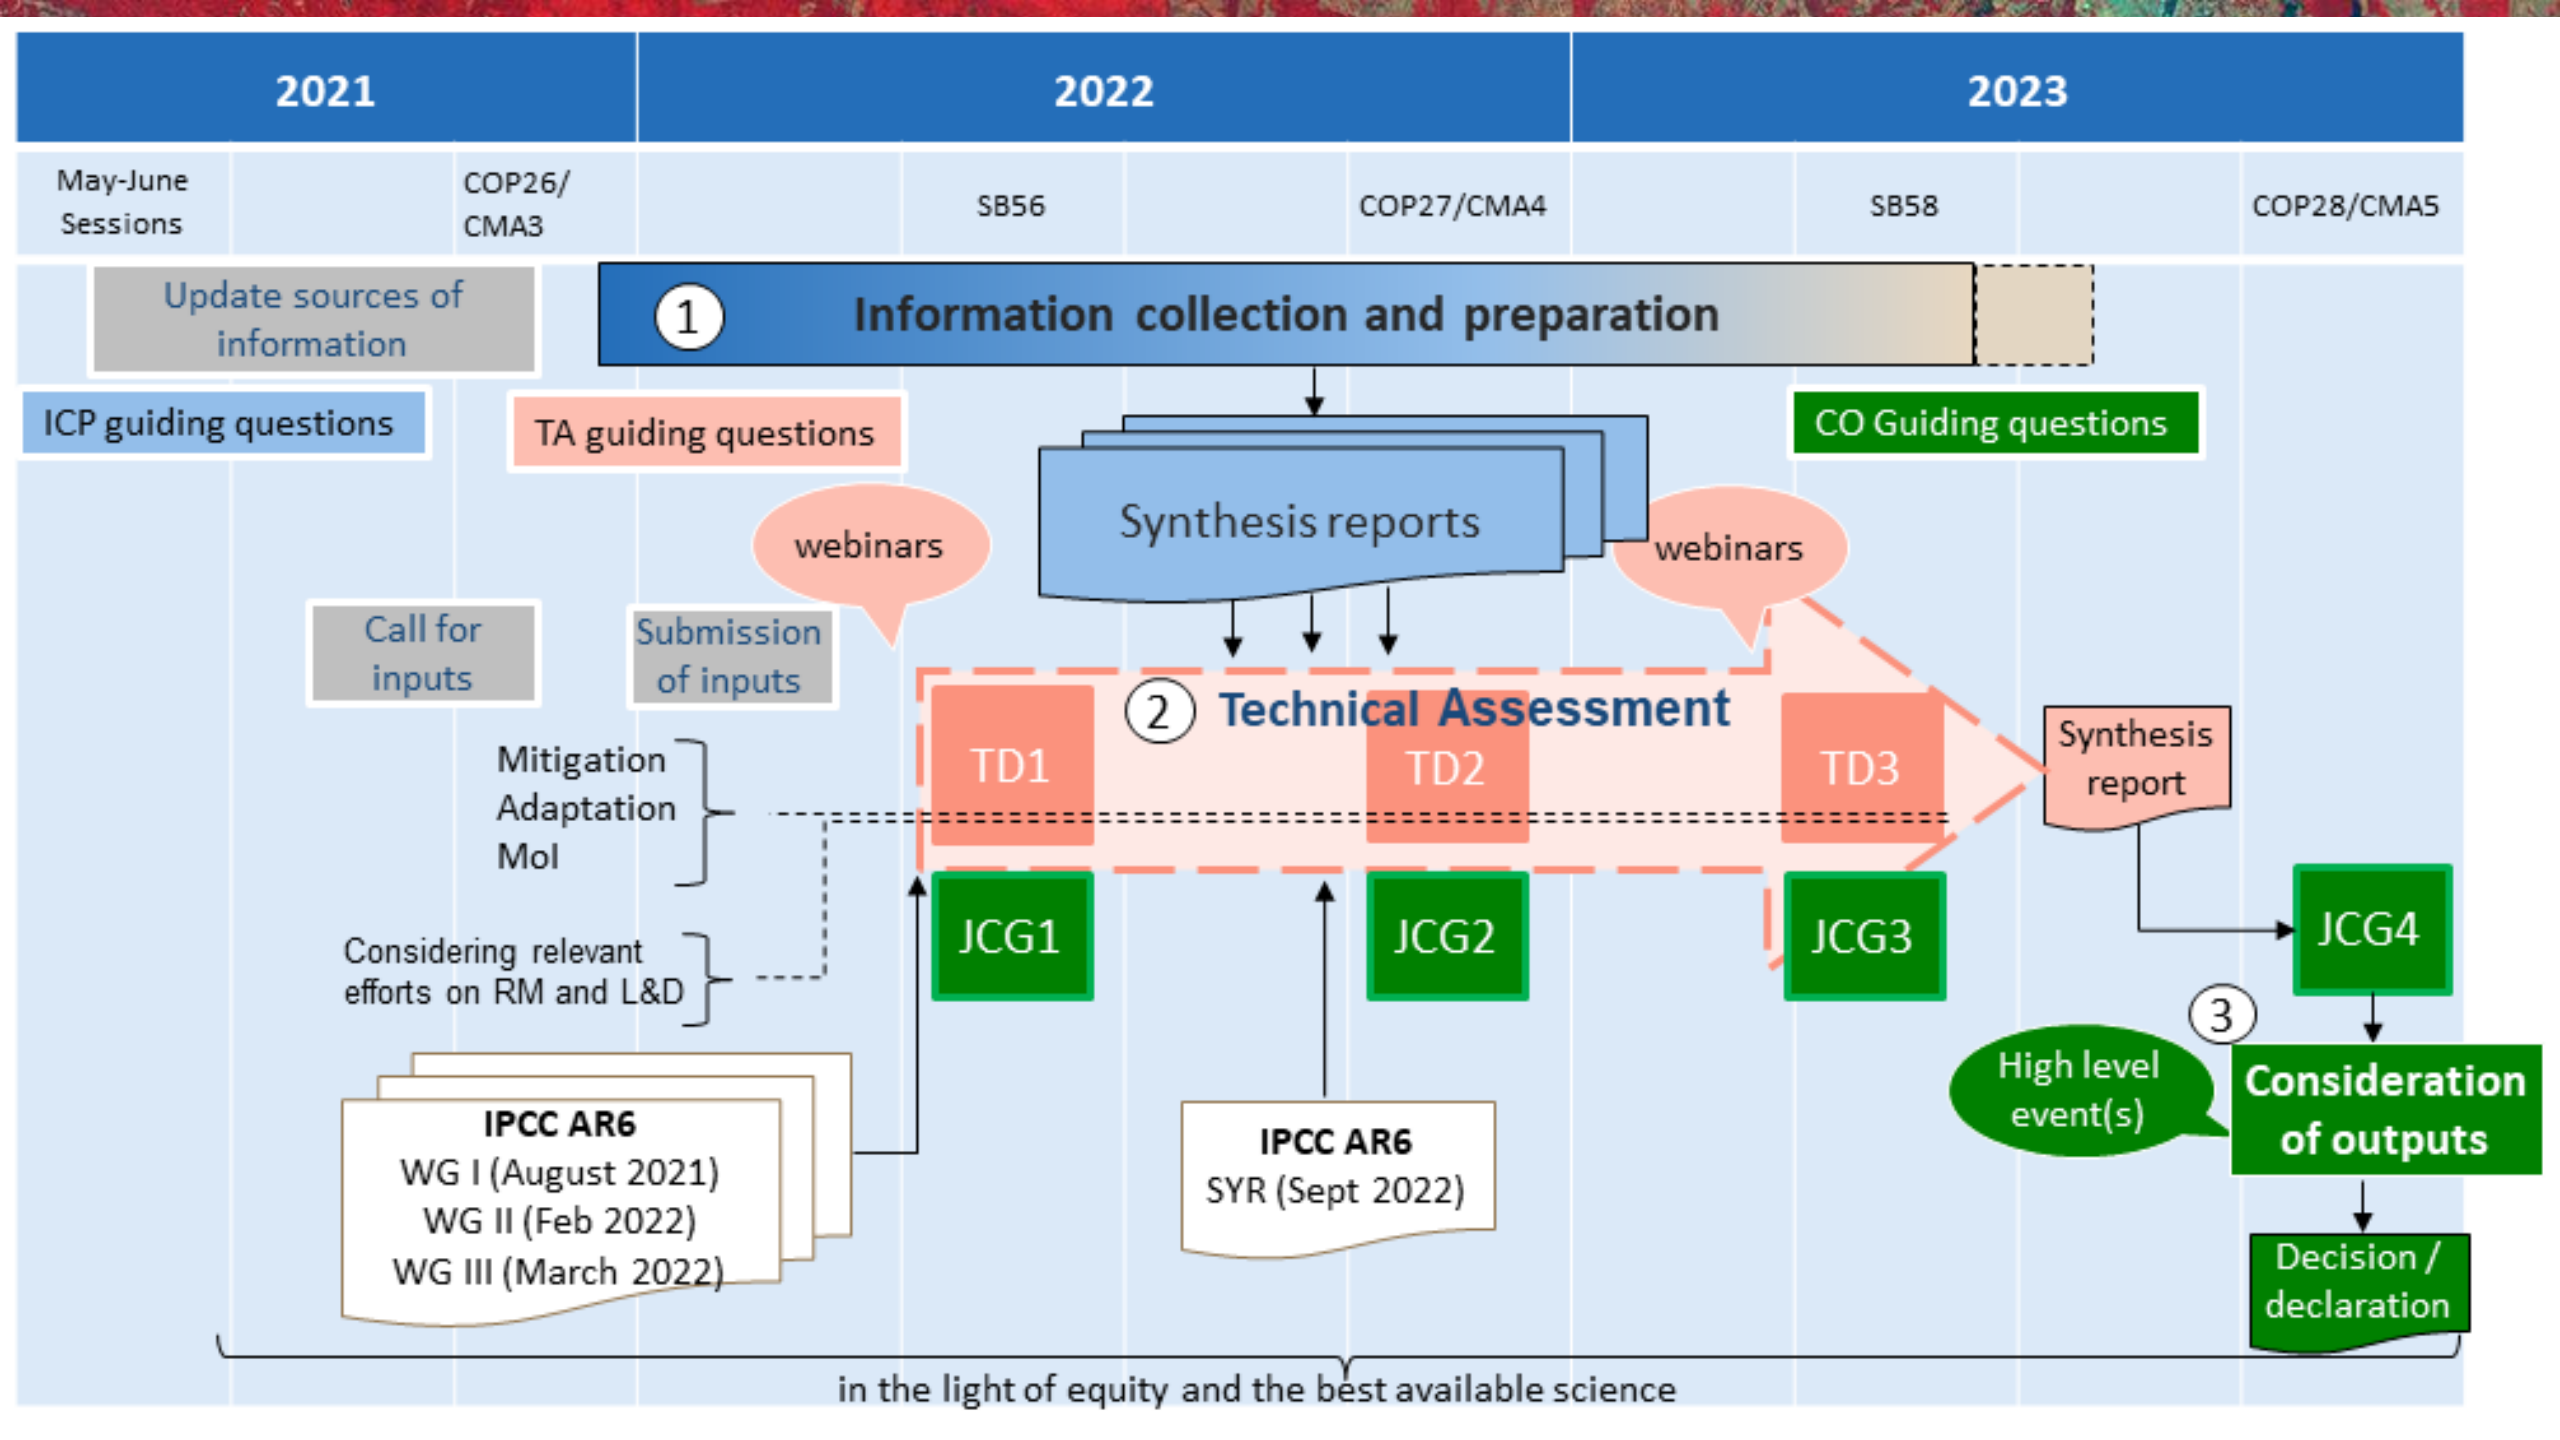 2021
2022
2023
May-June
Sessions
COP26/
CMA3
SB56
COP27/CMA4
SB58
COP28/CMA5
Update sources of
information
1
Information collection and preparation
ICP guiding questions
TA guiding questions
CO Guiding questions
Synthesis reports
webinars
webinars
Call for
inputs
Submission
of inputs
2
Technical Assessment
TD1
TD2
TD3
Synthesis
report
Mitigation
Adaptation
MoI
Considering relevant
efforts on RM and L&D
JCG1
JCG2
JCG3
JCG4
3
High level
event(s)
Consideration
of outputs
IPCC AR6
WG I (August 2021)
WG II (Feb 2022)
WG III (March 2022)
IPCC AR6
SYR (Sept 2022)
Decision /
declaration
in the light of equity and the best available science